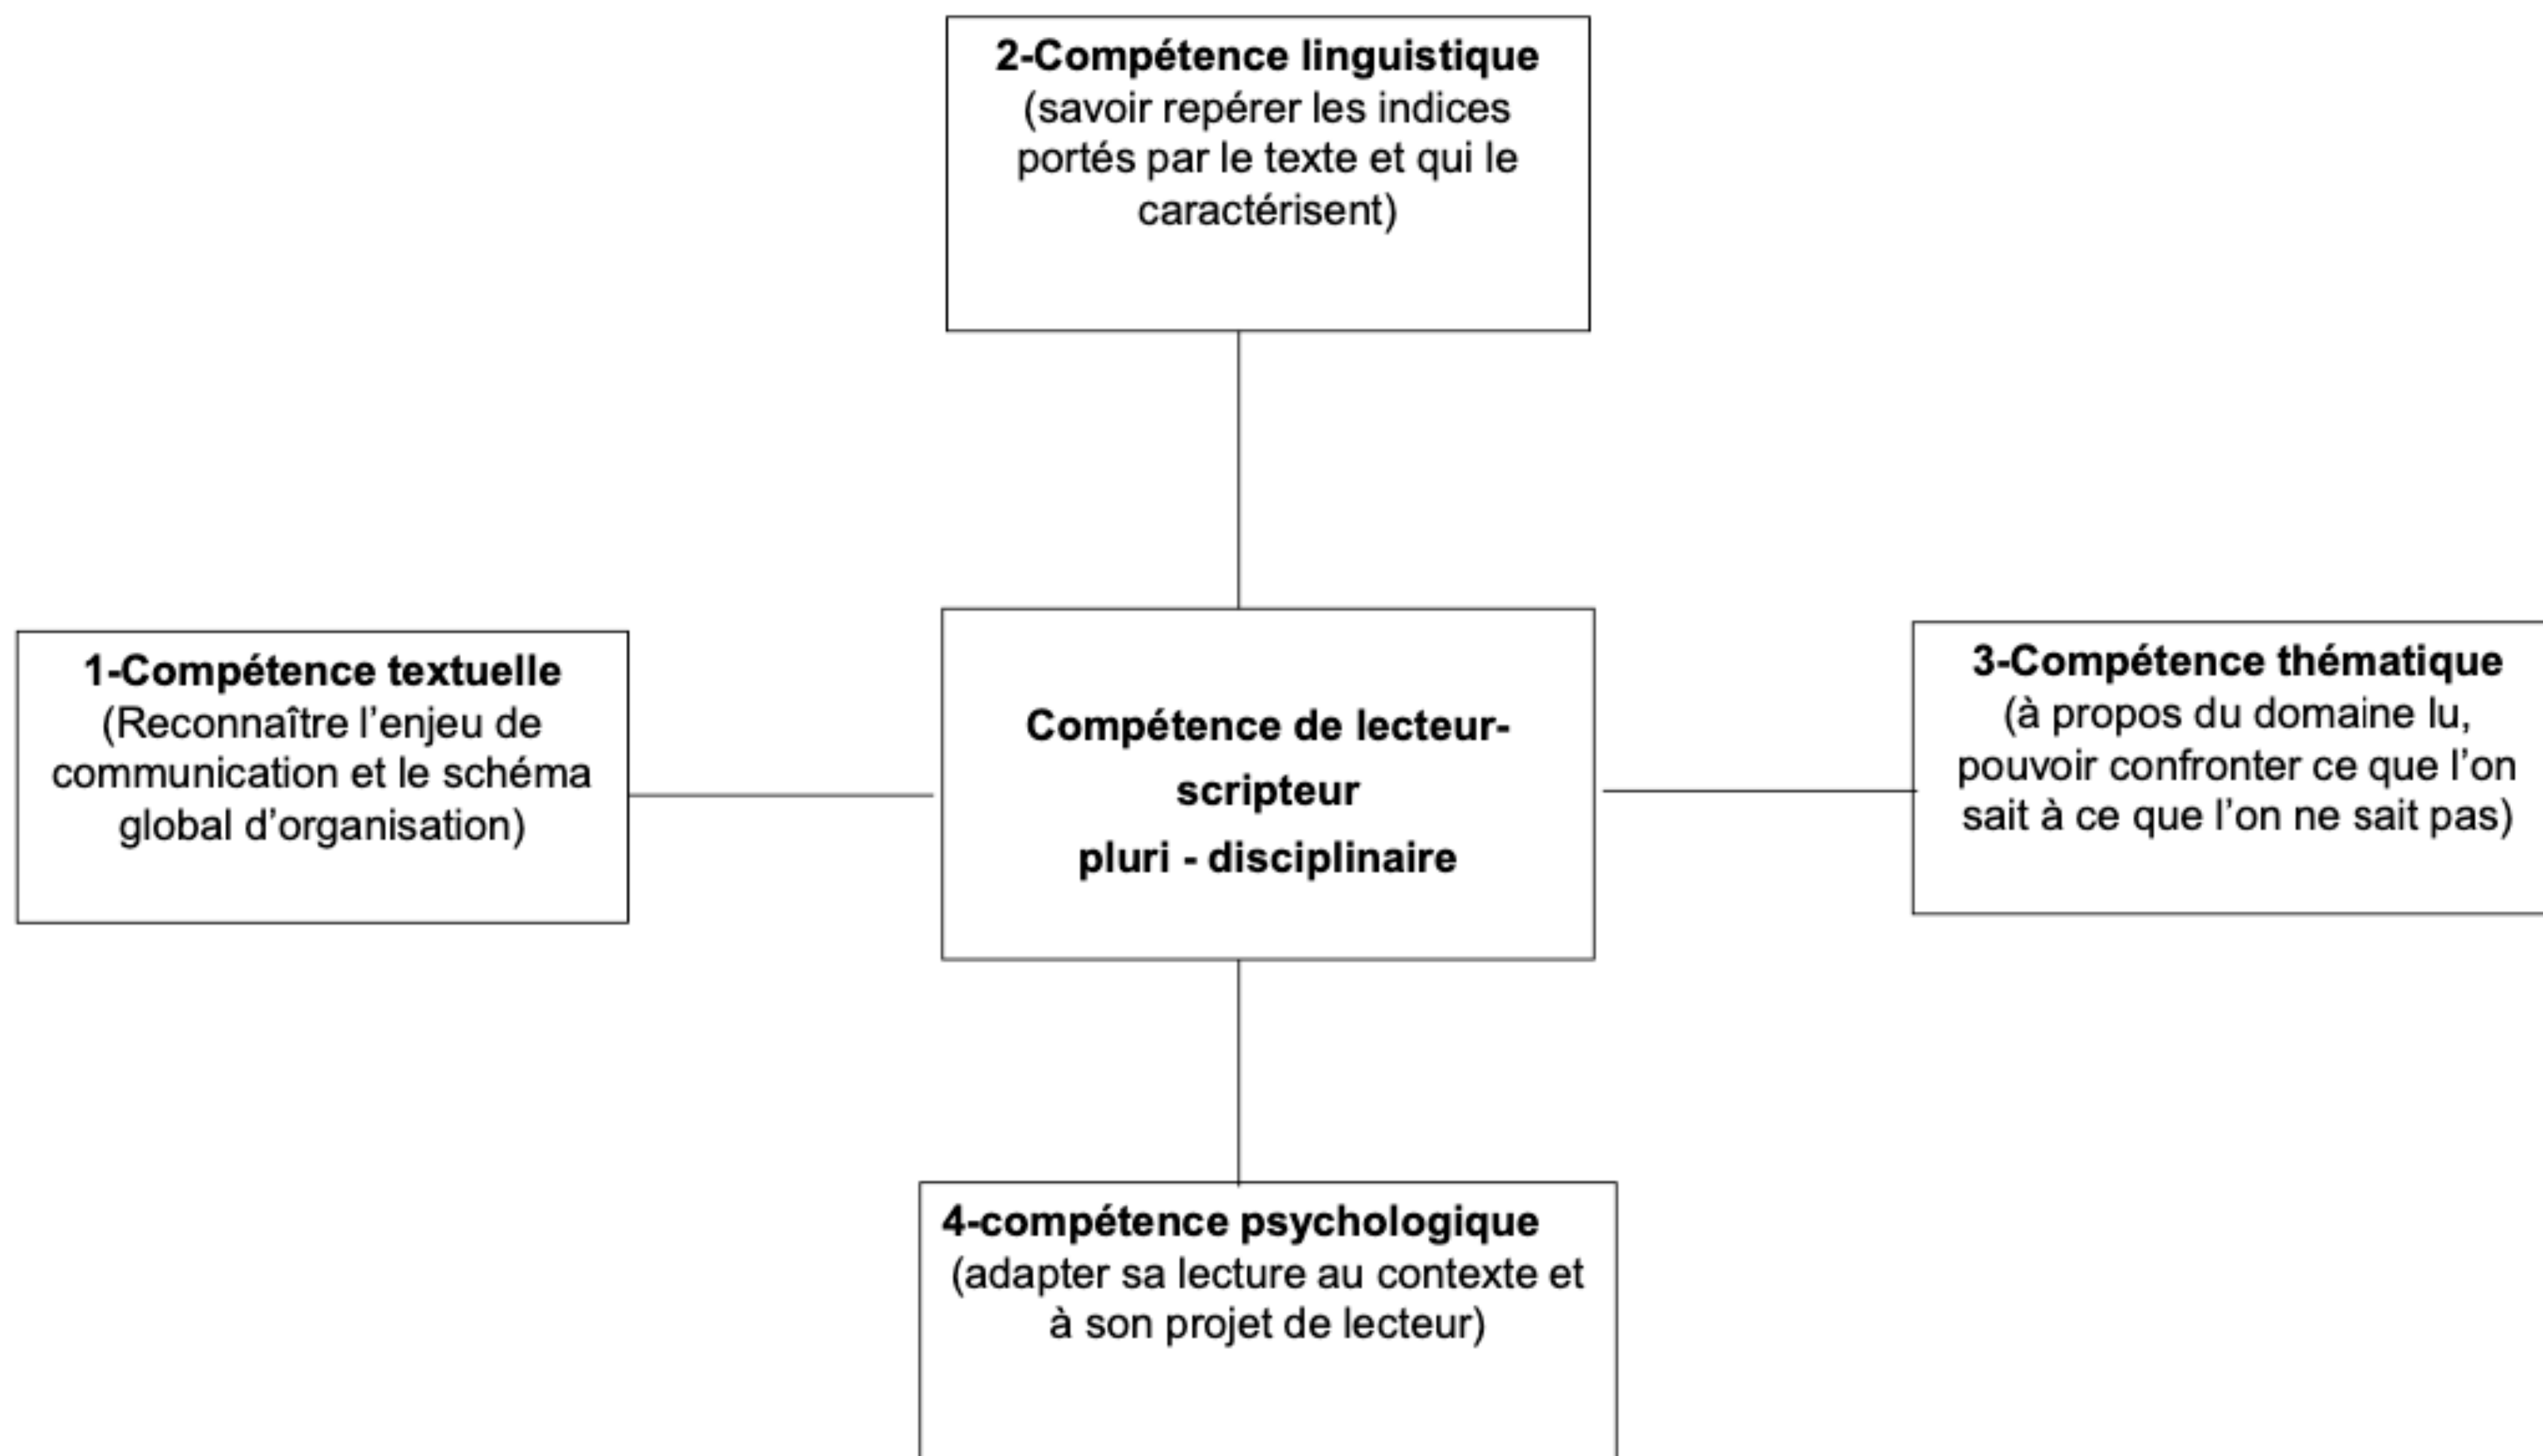 2-Compétence linguistique
(savoir repérer les indices
portés par le texte et qui le
caractérisent)
1-Compétence textuelle
(Reconnaître l’enjeu de
communication et le schéma
global d’organisation)
Compétence de lecteur-
scripteur
pluri - disciplinaire
3-Compétence thématique
(à propos du domaine lu,
pouvoir confronter ce que l’on
sait à ce que l’on ne sait pas)
4-compétence psychologique
(adapter sa lecture au contexte et
à son projet de lecteur)